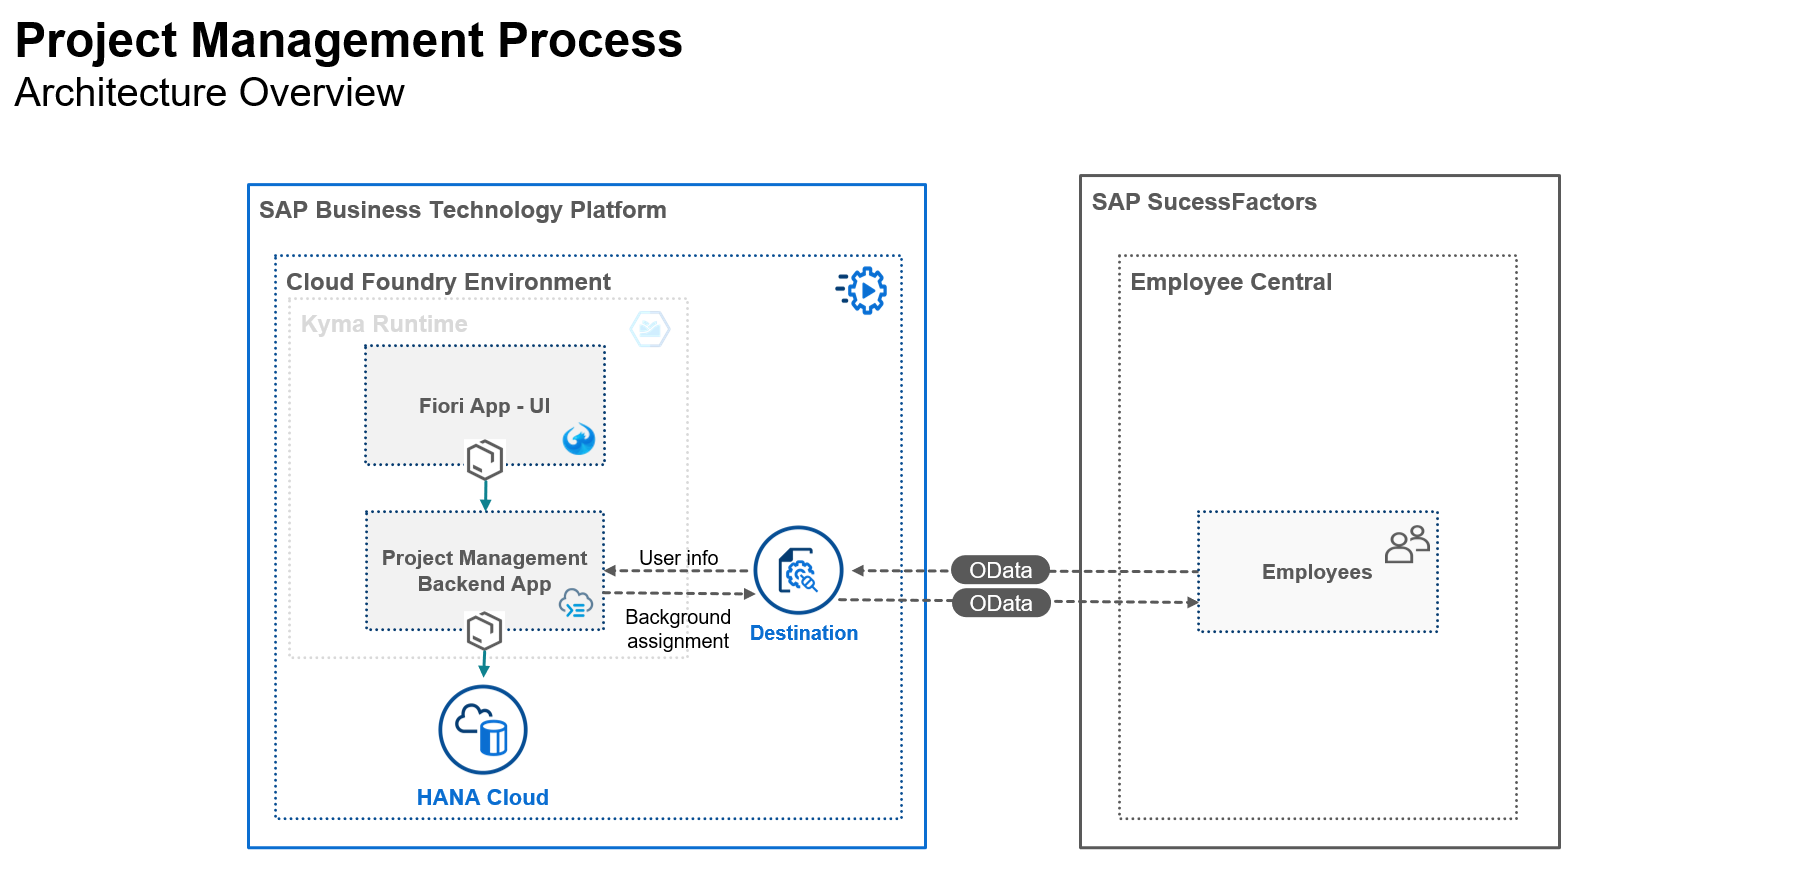 Project Management Process
Architecture Overview
SAP Business Technology Platform
Cloud Foundry Environment
Kyma Runtime
Fiori App - UI
Project Management
Backend App
User info
Background
assignment
Destination
HANA Cloud
OData
OData
SAP SucessFactors
Employee Central
Employees